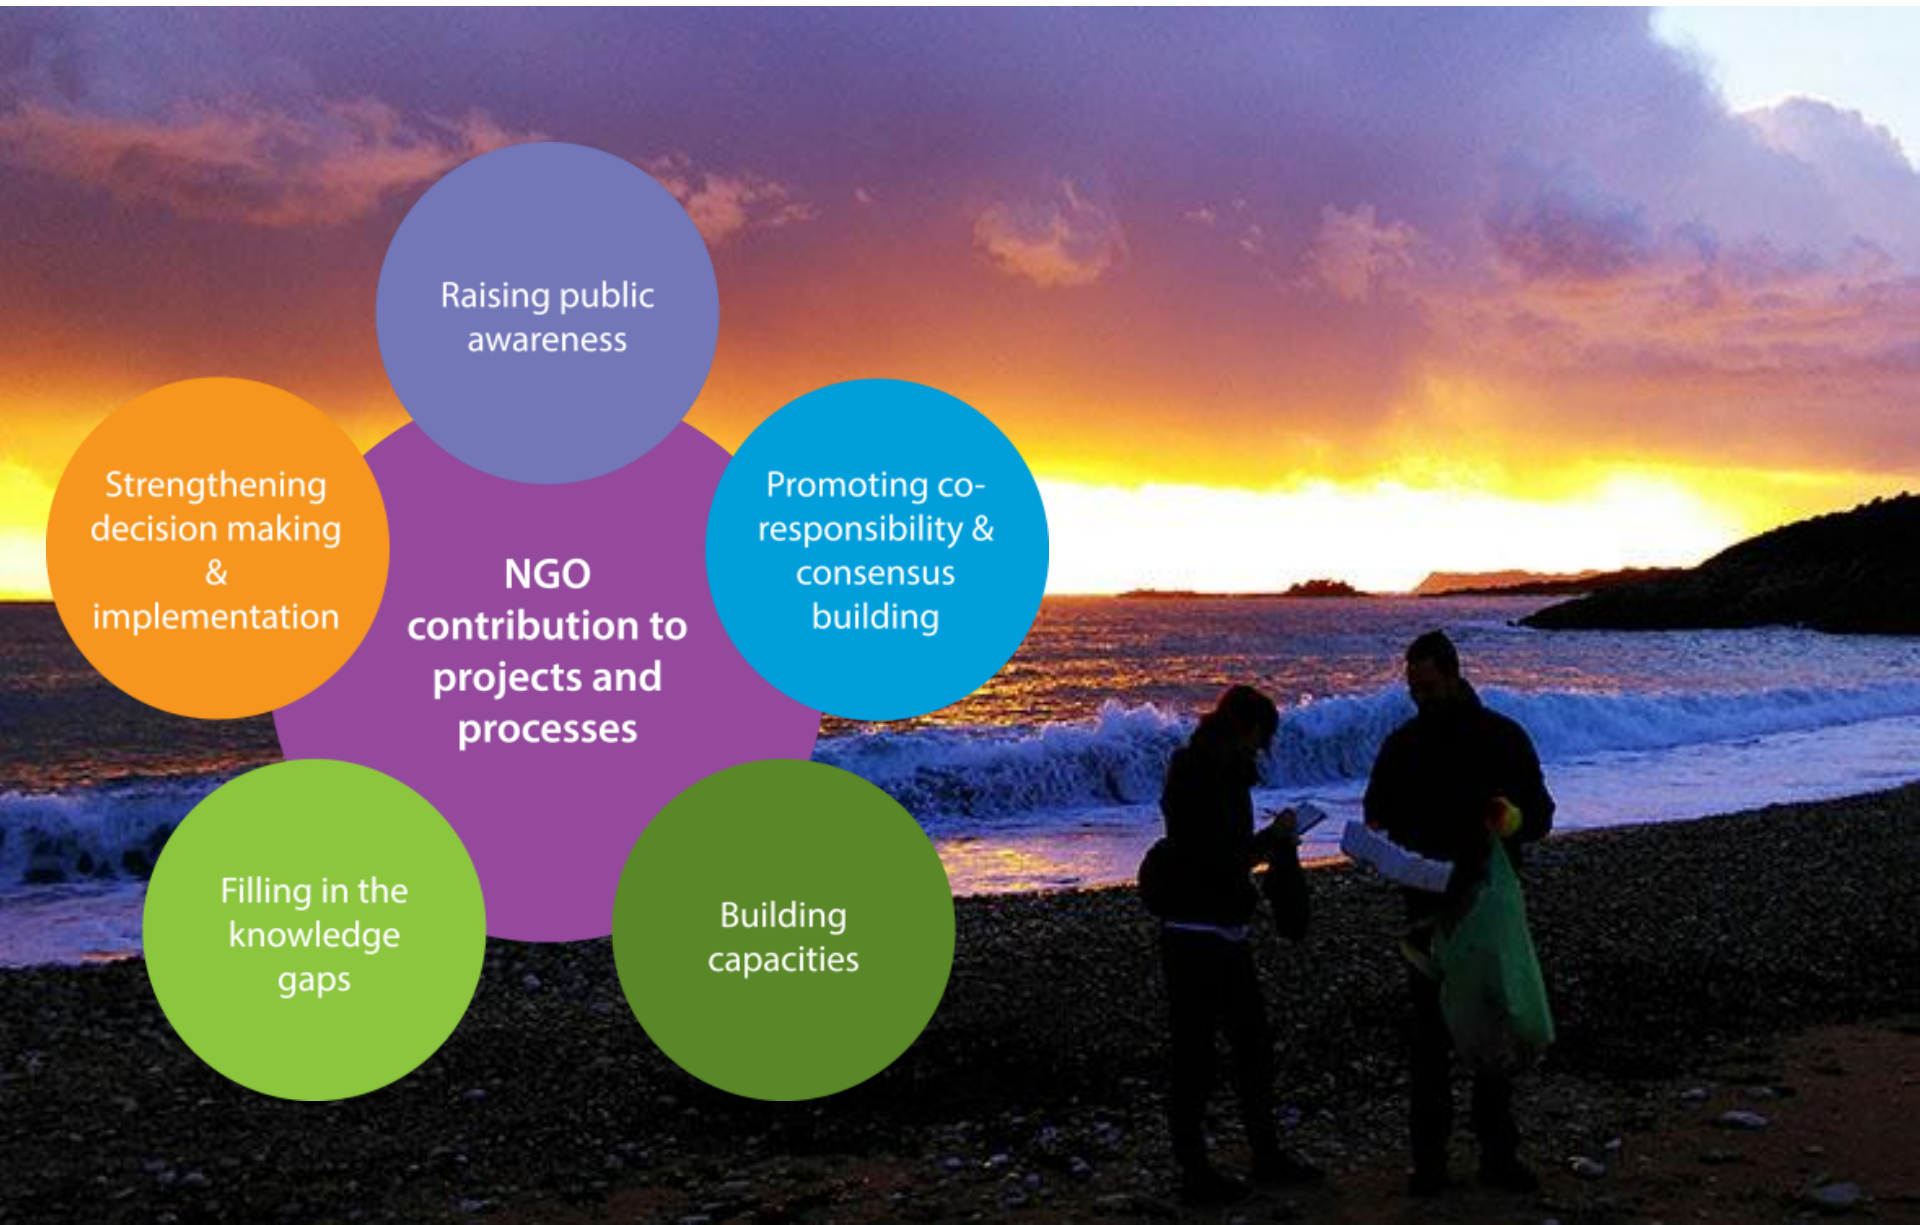 Raising public
awareness
Promoting co-
responsibility &
consensus
building
Building
capacities
Filling in the
knowledge
gaps
Strengthening
decision making
&
implementation
NGO
contribution to
projects and
processes